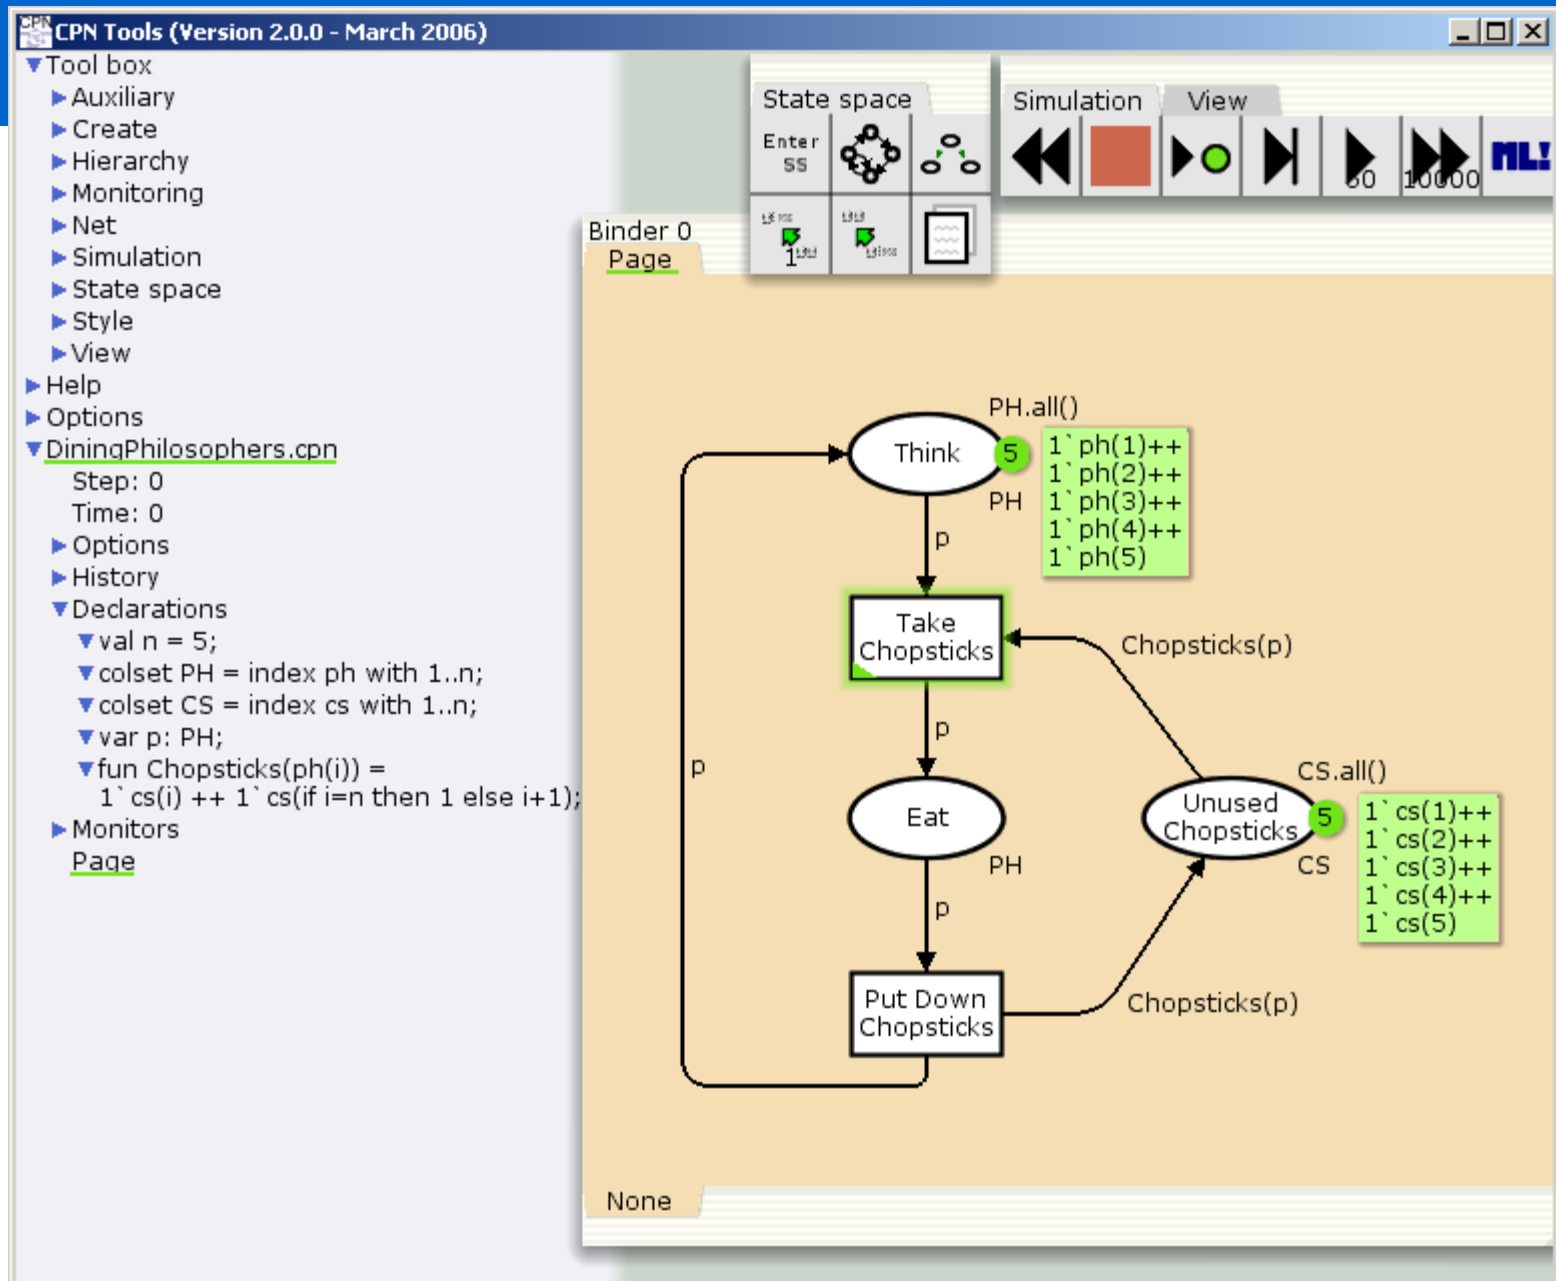 CPN Tools (Version 2.0.0 - March 2006)
Tool box
Auxiliary
Create
Hierarchy
Monitoring
Net
Simulation
State space
Style
View
Help
Options
DiningPhilosophers.cpn
Step: 0
Time: 0
Options
History
Declarations
val n = 5;
colset PH = index ph with 1..n;
colset CS = index cs with 1..n;
var p: PH;
fun Chopsticks(ph(i)) =
1`cs(i) ++ 1`cs(if i=n then 1 else i+1);
Monitors
Page
State space
Enter
SS
1
Simulation
View
50
10000
ML!
Binder 0
Page
PH.all()
Think
5
1`ph(1)++
1`ph(2)++
1`ph(3)++
1`ph(4)++
1`ph(5)
PH
p
Take
Chopsticks
Chopsticks(p)
p
p
CS.all()
Eat
Unused
Chopsticks
5
1`cs(1)++
1`cs(2)++
1`cs(3)++
1`cs(4)++
1`cs(5)
PH
CS
p
Put Down
Chopsticks
Chopsticks(p)
None